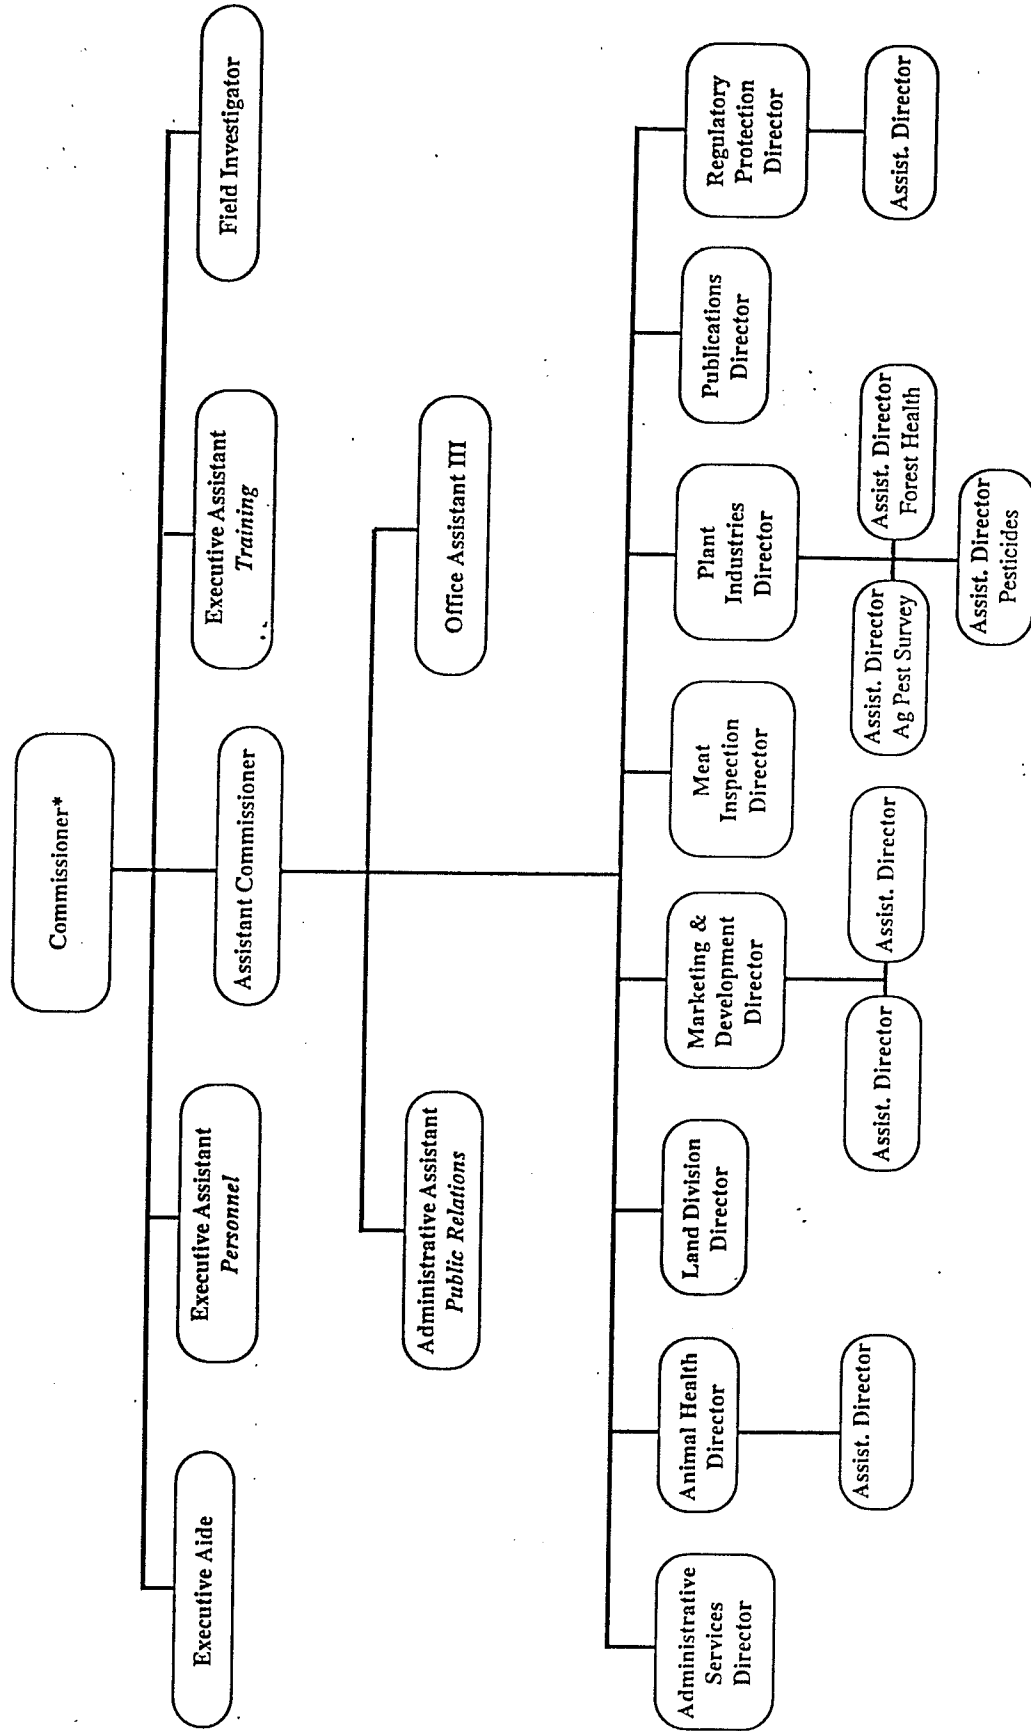 Commissioner*
Executive Aide
Executive Assistant
Personnel
Assistant Commissioner
Executive Assistant
Training
Field Investigator
Administrative Assistant
Public Relations
Office Assistant III
Administrative
Services
Director
Animal Health
Director
Land Division
Director
Marketing &
Development
Director
Meat
Inspection
Director
Plant
Industries
Director
Publications
Director
Regulatory
Protection
Director
Assist. Director
Assist. Director
Assist. Director
Assist. Director
Ag Pest Survey
Assist. Director
Forest Health
Assist. Director
Pesticides
Assist. Director